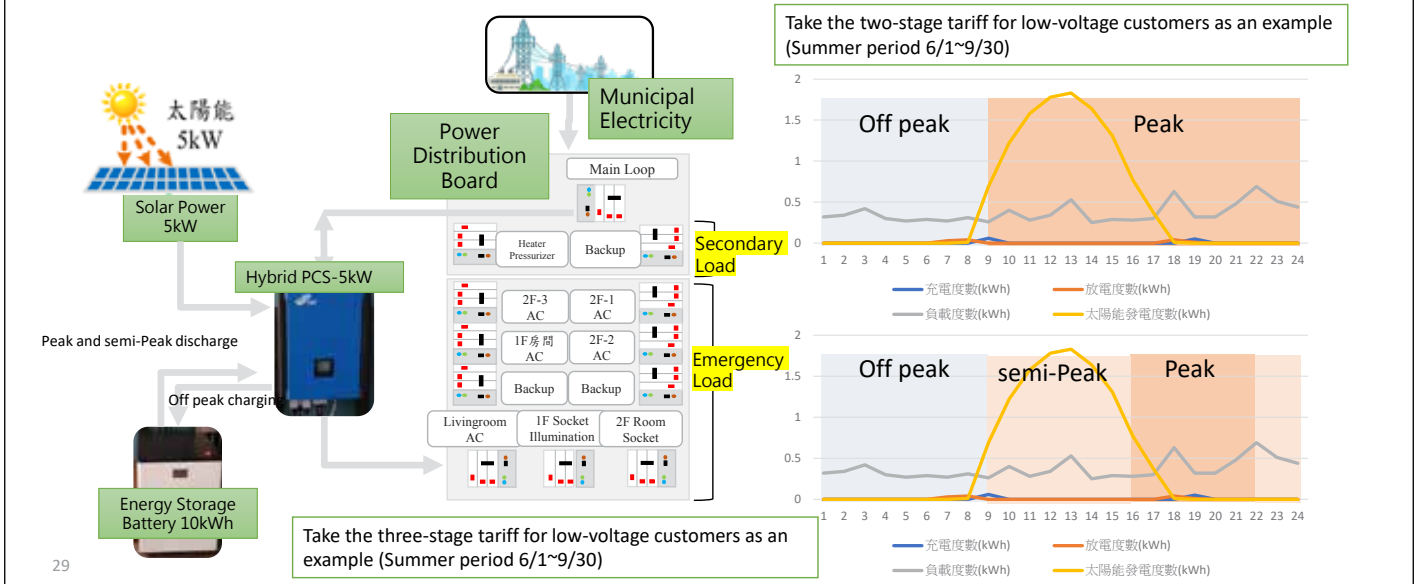 Take the two-stage tariff for low-voltage customers as an example
(Summer period 6/1~9/30)
太陽能
5kW
Solar Power
5kW
Municipal
Electricity
Power
Distribution
Board
Main Loop
Heater
Pressurizer
Backup
Secondary
Load
Hybrid PCS-5kW
2F-3
AC
2F-1
AC
1F房間
AC
2F-2
AC
Backup
Backup
Emergency
Load
Livingroom
AC
1F Socket
Illumination
2F Room
Socket
Peak and semi-Peak discharge
Off peak charging
Energy Storage
Battery 10kWh
Take the three-stage tariff for low-voltage customers as an
example (Summer period 6/1~9/30)
29
2
1.5
1
0.5
0
Off peak
Peak
1 2 3 4 5 6 7 8 9 10 11 12 13 14 15 16 17 18 19 20 21 22 23 24
充電度數(kWh)
放電度數(kWh)
負載度數(kWh)
太陽能發電度數(kWh)
2
1.5
1
0.5
0
Off peak
semi-Peak
Peak
1 2 3 4 5 6 7 8 9 10 11 12 13 14 15 16 17 18 19 20 21 22 23 24
充電度數(kWh)
放電度數(kWh)
負載度數(kWh)
太陽能發電度數(kWh)